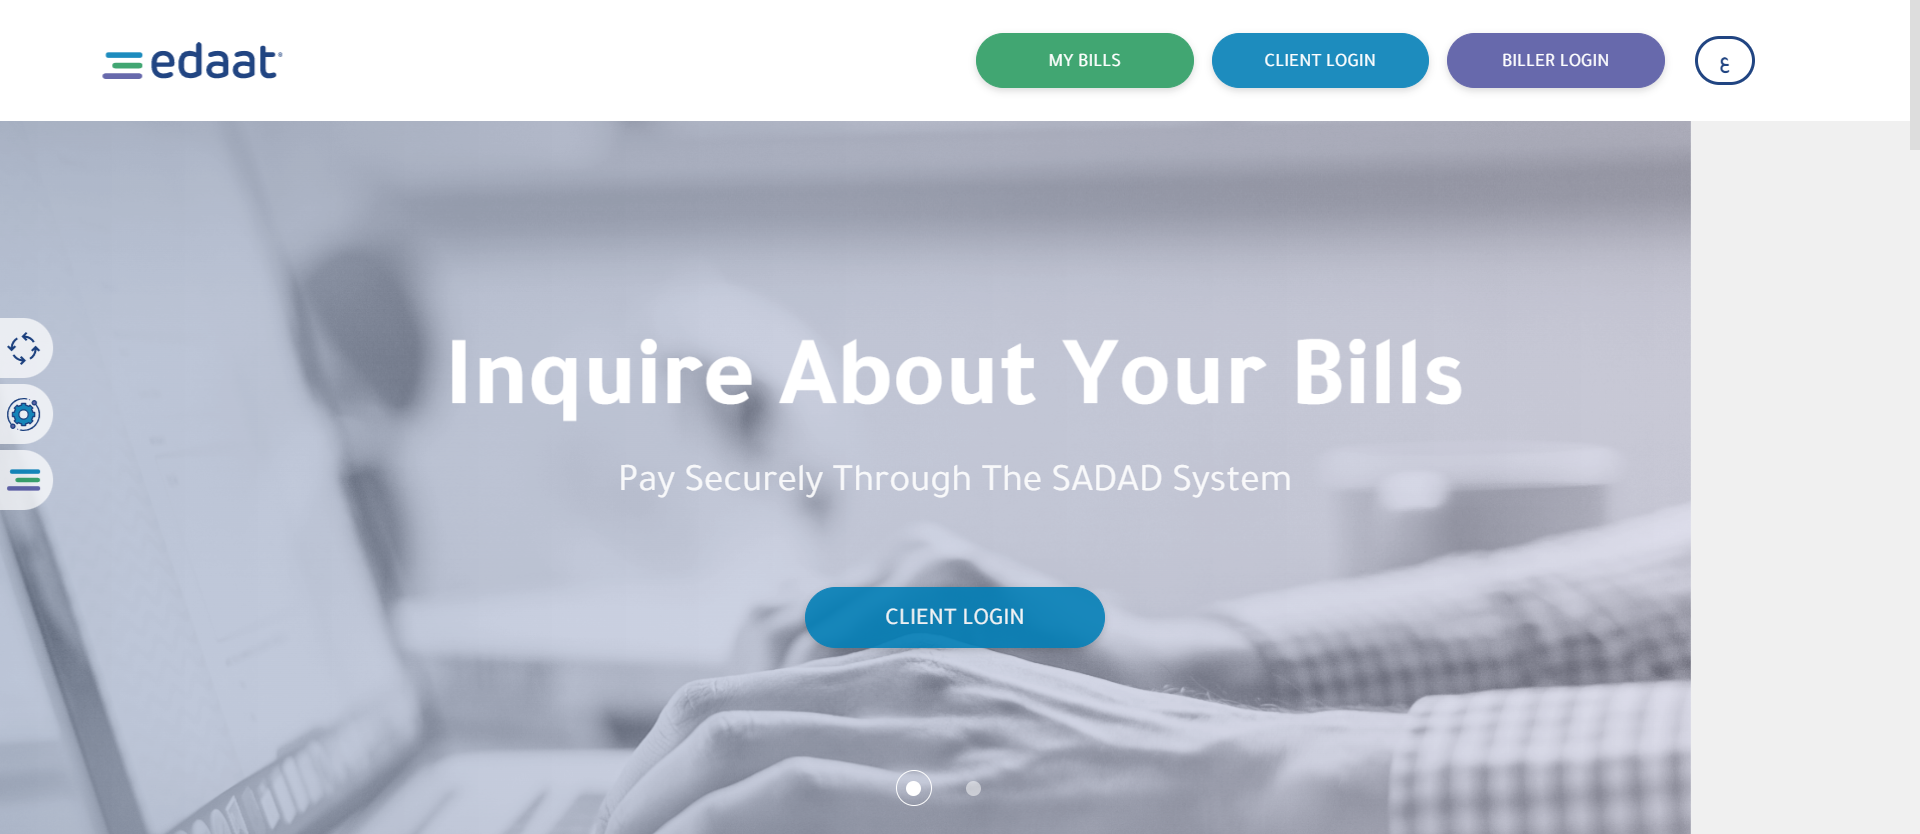 edaat
MY BILLS
CLIENT LOGIN
BILLER LOGIN
ع
Inquire About Your Bills
Pay Securely Through The SADAD System
CLIENT LOGIN